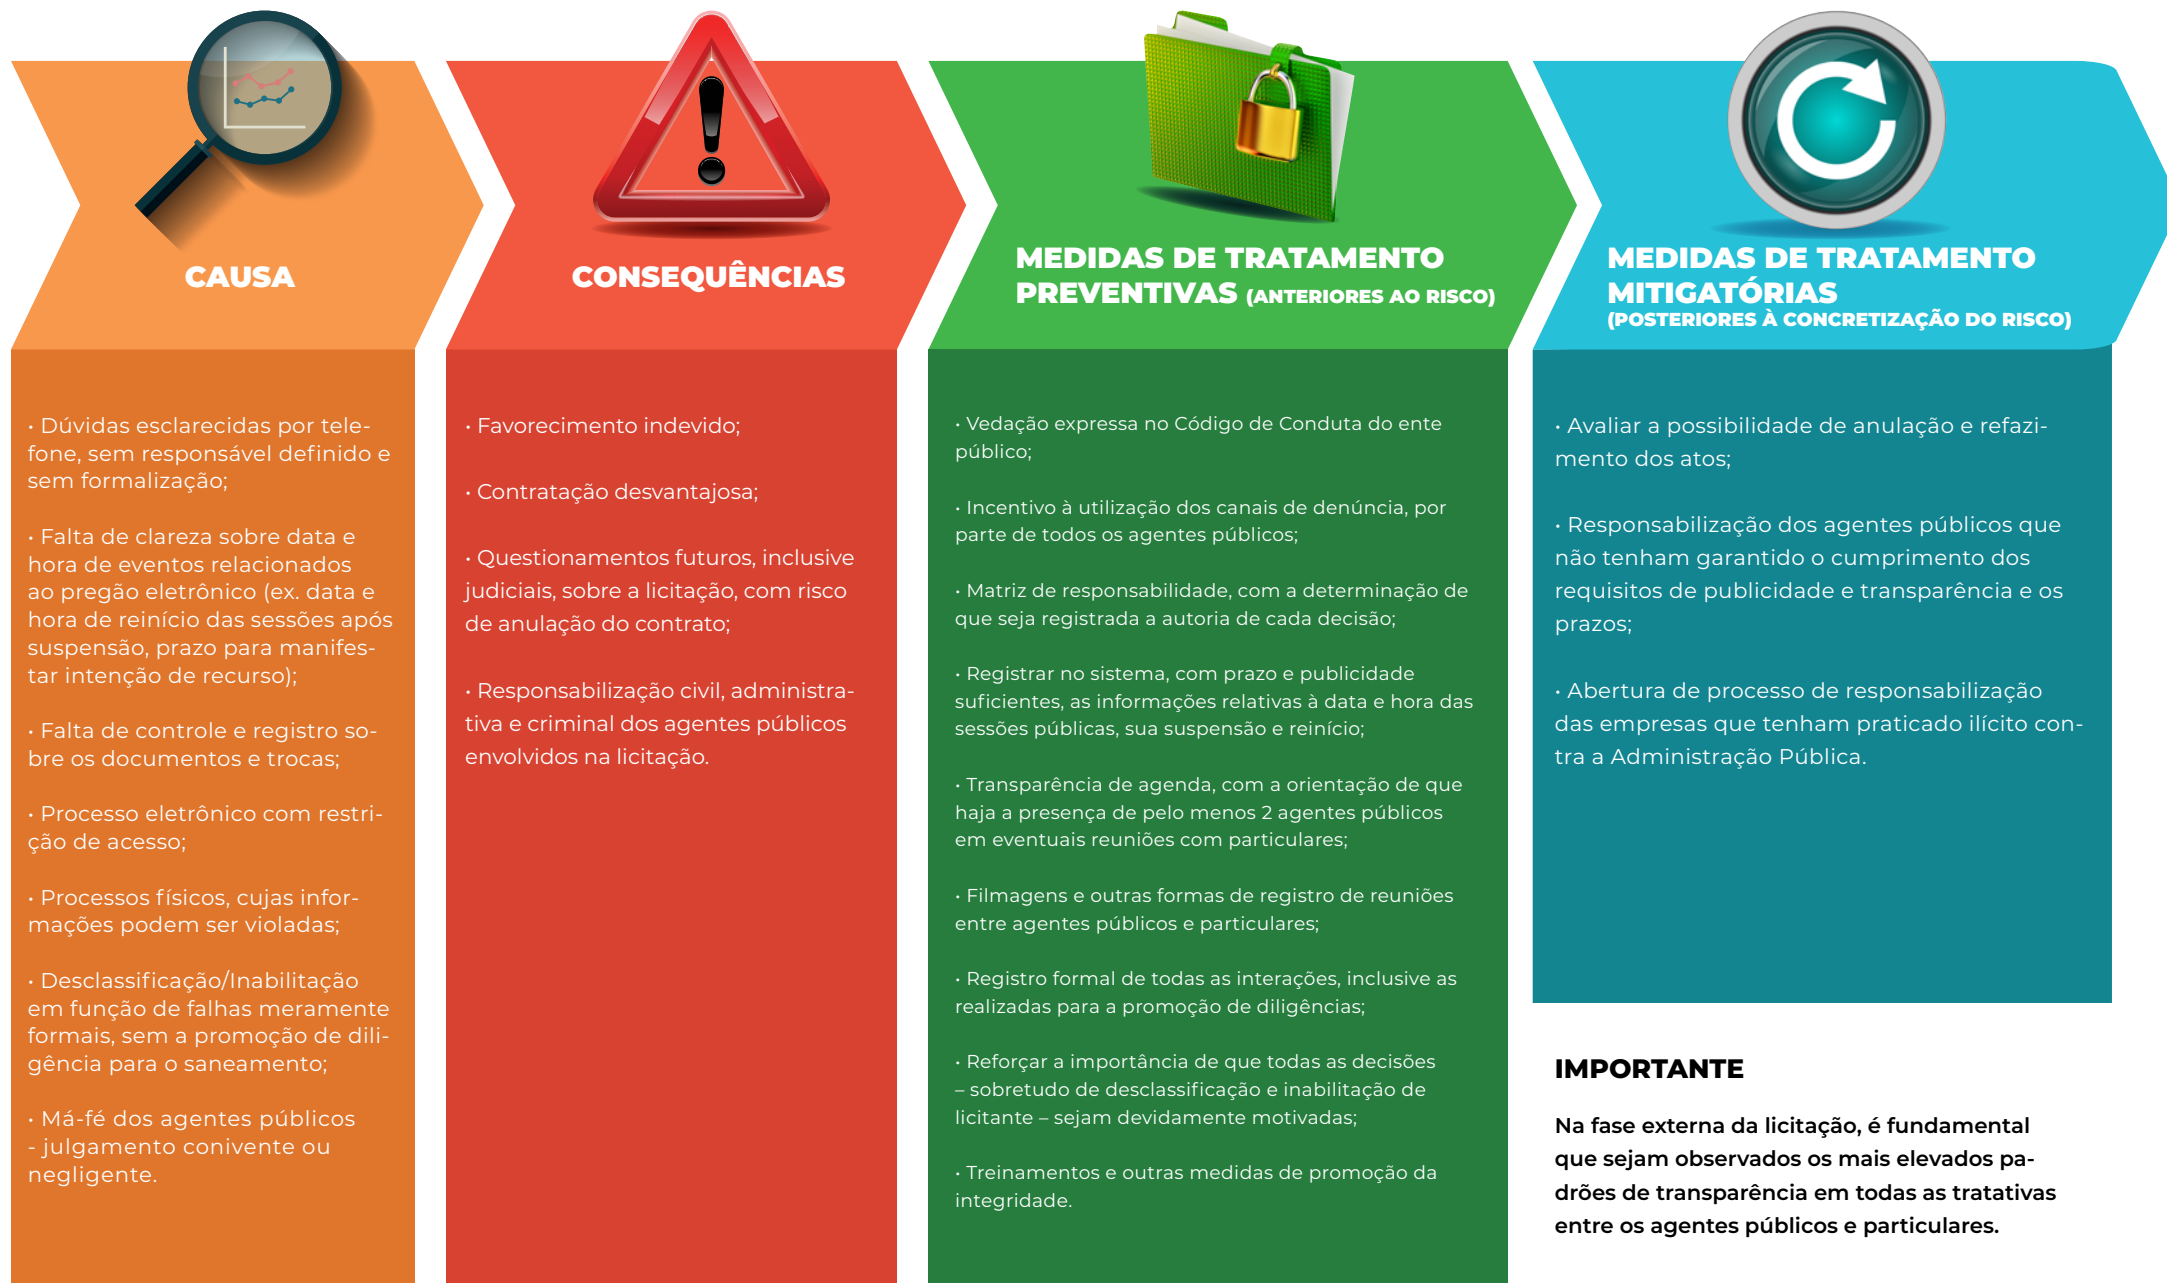 CAUSA
• Dúvidas esclarecidas por tele-
fone, sem responsável definido e
sem formalização;
• Falta de clareza sobre data e
hora de eventos relacionados
ao pregão eletrônico (ex. data e
hora de reinício das sessões após
suspensão, prazo para manifes-
tar intenção de recurso);
• Falta de controle e registro so-
bre os documentos e trocas;
• Processo eletrônico com restri-
ção de acesso;
• Processos físicos, cujas infor-
mações podem ser violadas;
• Desclassificação/Inabilitação
em função de falhas meramente
formais, sem a promoção de dili-
gência para o saneamento;
• Má-fé dos agentes públicos
- julgamento conivente ou
negligente.
CONSEQUÊNCIAS
• Favorecimento indevido;
• Contratação desvantajosa;
• Questionamentos futuros, inclusive
judiciais, sobre a licitação, com risco
de anulação do contrato;
• Responsabilização civil, administra-
tiva e criminal dos agentes públicos
envolvidos na licitação.
MEDIDAS DE TRATAMENTO
PREVENTIVAS (ANTERIORES AO RISCO)
• Vedação expressa no Código de Conduta do ente
público;
• Incentivo à utilização dos canais de denúncia, por
parte de todos os agentes públicos;
• Matriz de responsabilidade, com a determinação de
que seja registrada a autoria de cada decisão;
• Registrar no sistema, com prazo e publicidade
suficientes, as informações relativas à data e hora das
sessões públicas, sua suspensão e reinício;
• Transparência de agenda, com a orientação de que
haja a presença de pelo menos 2 agentes públicos
em eventuais reuniões com particulares;
• Filmagens e outras formas de registro de reuniões
entre agentes públicos e particulares;
• Registro formal de todas as interações, inclusive as
realizadas para a promoção de diligências;
• Reforçar a importância de que todas as decisões
– sobretudo de desclassificação e inabilitação de
licitante – sejam devidamente motivadas;
• Treinamentos e outras medidas de promoção da
integridade.
MEDIDAS DE TRATAMENTO
MITIGATÓRIAS
(POSTERIORES À CONCRETIZAÇÃO DO RISCO)
• Avaliar a possibilidade de anulação e refazi-
mento dos atos;
• Responsabilização dos agentes públicos que
não tenham garantido o cumprimento dos
requisitos de publicidade e transparência e os
prazos;
• Abertura de processo de responsabilização
das empresas que tenham praticado ilícito con-
tra a Administração Pública.
IMPORTANTE
Na fase externa da licitação, é fundamental
que sejam observados os mais elevados pa-
drões de transparência em todas as tratativas
entre os agentes públicos e particulares.